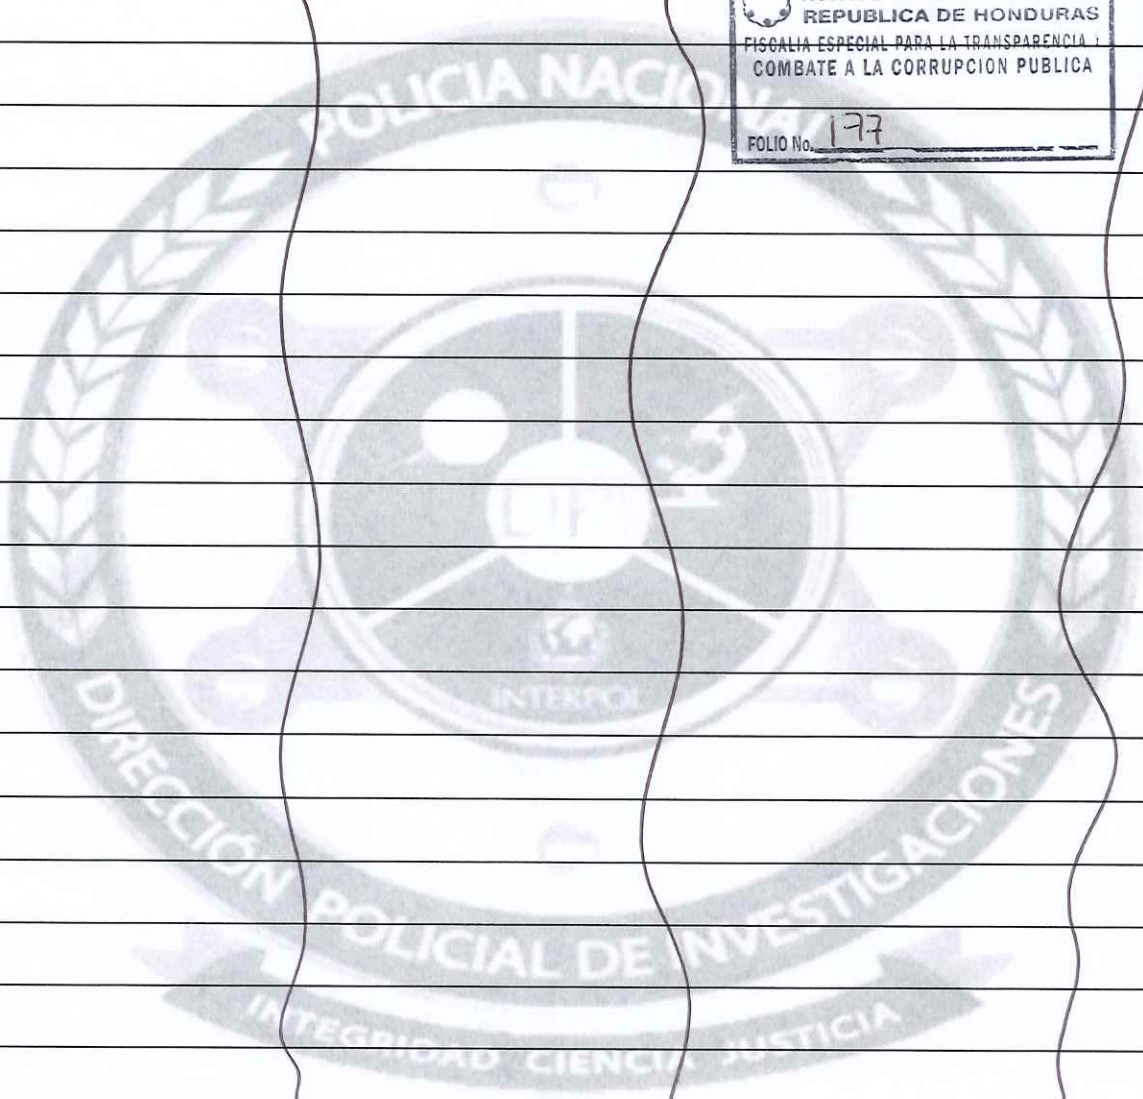 REPUBLICA DE HONDURAS
FISCALIA ESPECIAL PARA LA TRANSPARENCIA Y
COMBATE A LA CORRUPCION PUBLICA
FOLIO No. 177
POLICIA NACIONAL
INTERPOL
DIRECCIÓN POLICIAL DE INVESTIGACIONES
INTEGRIDAD CIENCIA JUSTICIA